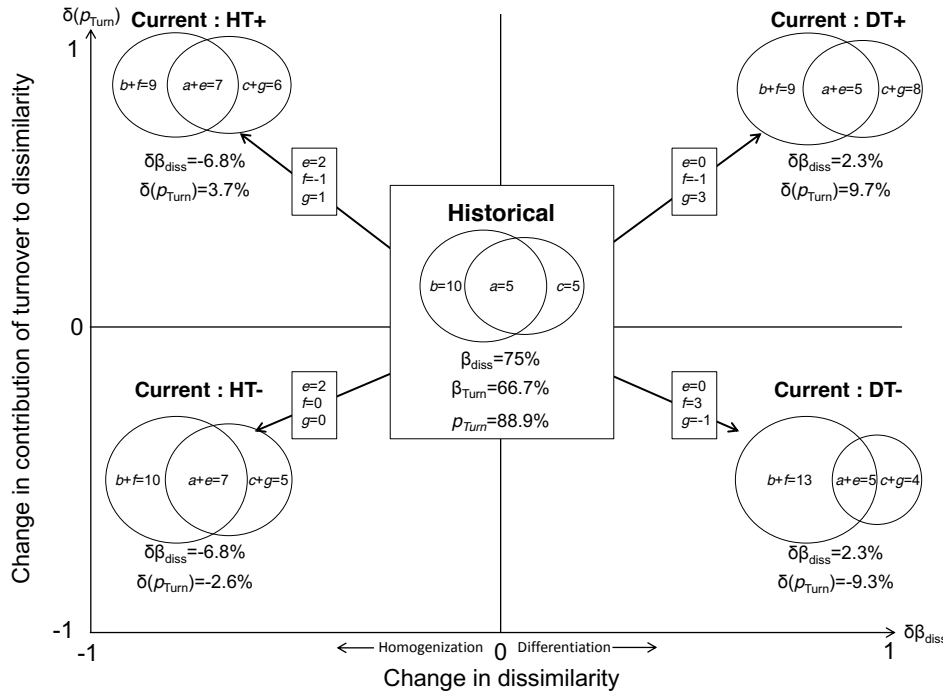 δ(pTurn)
Current : HT+
Current : DT+
1
b+f=9
a+e=7
c+g=6
b+f=9
a+e=5
c+g=8
δβdiss=-6.8%
δ(pTurn)=3.7%
e=2
f=-1
g=1
e=0
f=-1
g=3
δβdiss=2.3%
δ(pTurn)=9.7%
Historical
b=10
a=5
c=5
βdiss=75%
βTurn=66.7%
pTurn=88.9%
0
Current : HT-
e=2
f=0
g=0
e=0
f=3
g=-1
Current : DT-
b+f=10
a+e=7
c+g=5
b+f=13
a+e=5
c+g=4
δβdiss=-6.8%
δ(pTurn)=-2.6%
δβdiss=2.3%
δ(pTurn)=-9.3%
Change in contribution of turnover to dissimilarity
-1
-1
Homogenization
0
Differentiation
1
δβdiss
Change in dissimilarity